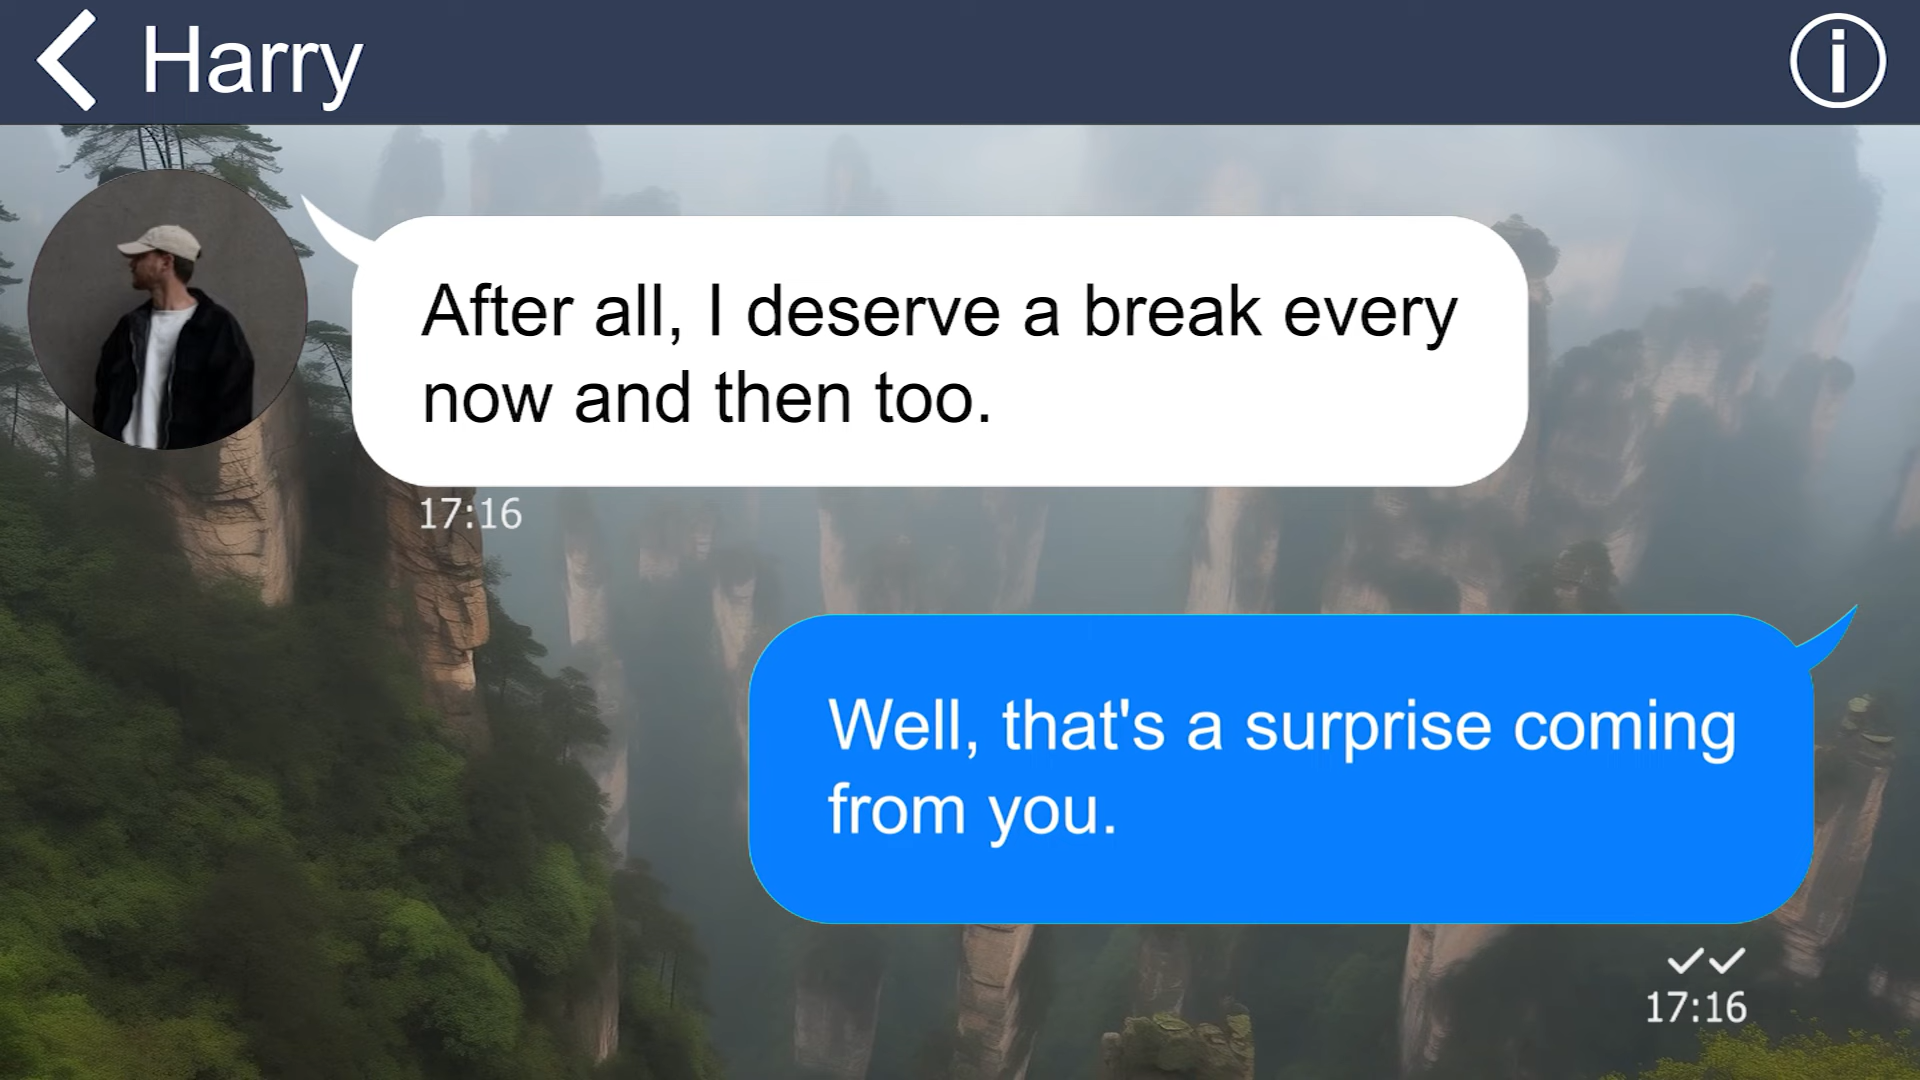 Harry
After all, I deserve a break every
now and then too.
17:16
Well, that's a surprise coming
from you.
17:16